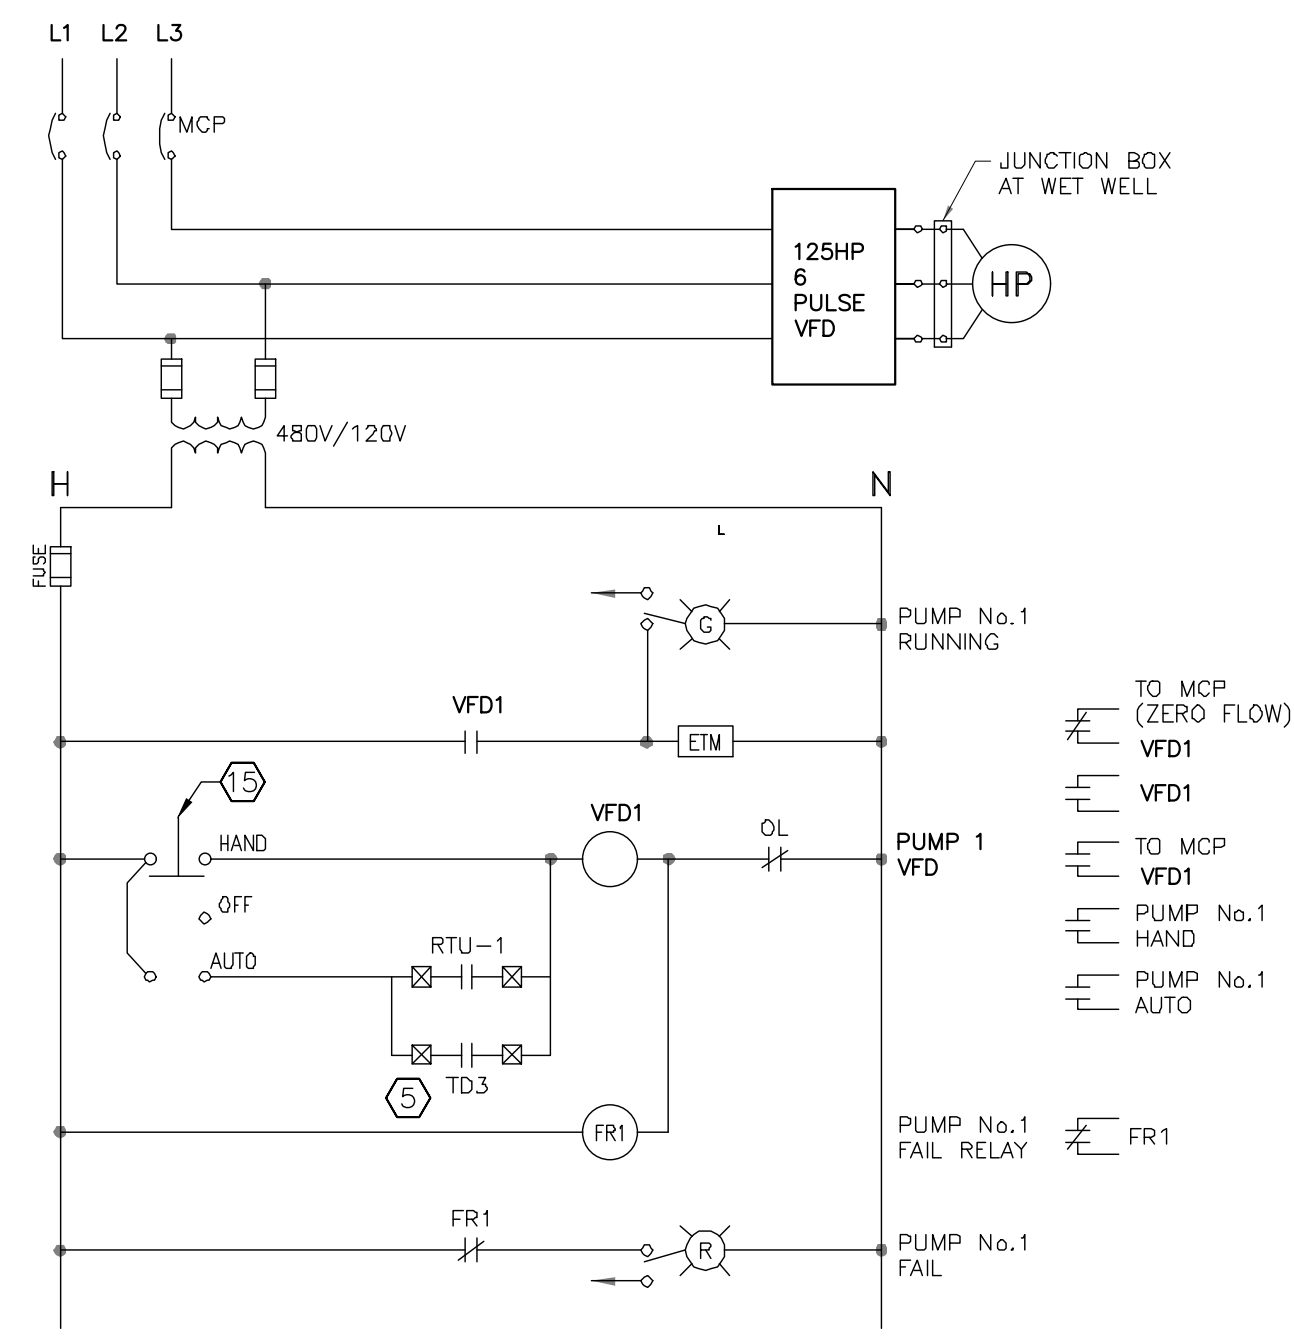 L1 L2 L3
MCP
JUNCTION BOX
AT WET WELL
125HP
6
PULSE
VFD
HP
480V/120V
H
N
L
FUSE
G
PUMP No.1
RUNNING
VFD1
ETM
TO MCP
(ZERO FLOW)
VFD1
15
VFD1
HAND
VFD1
OL
PUMP 1
VFD
TO MCP
VFD1
OFF
PUMP No.1
HAND
AUTO
RTU-1
PUMP No.1
AUTO
TD3
5
FR1
PUMP No.1
FAIL RELAY
FR1
FR1
R
PUMP No.1
FAIL